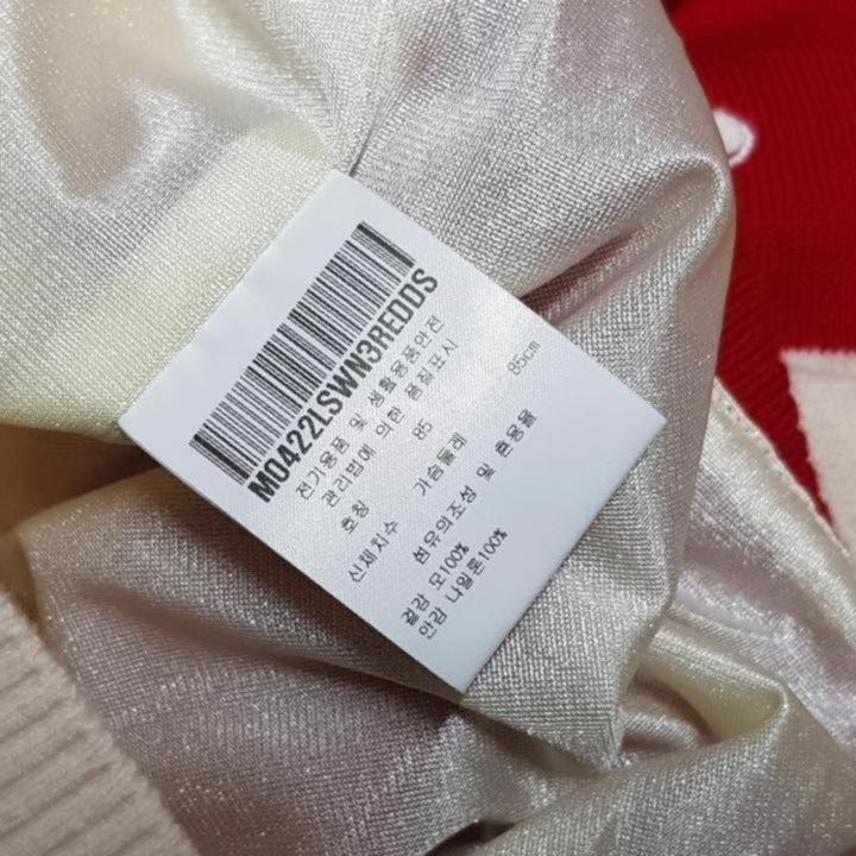 M0422LSWN3REDDS
전기용품 및 생활용품안전
관리법에 의한 품질표시
호칭 85
신체치수 가슴둘레 85cm
섬유의조성 및 혼용율
겉감 모100%
안감 나일론100%